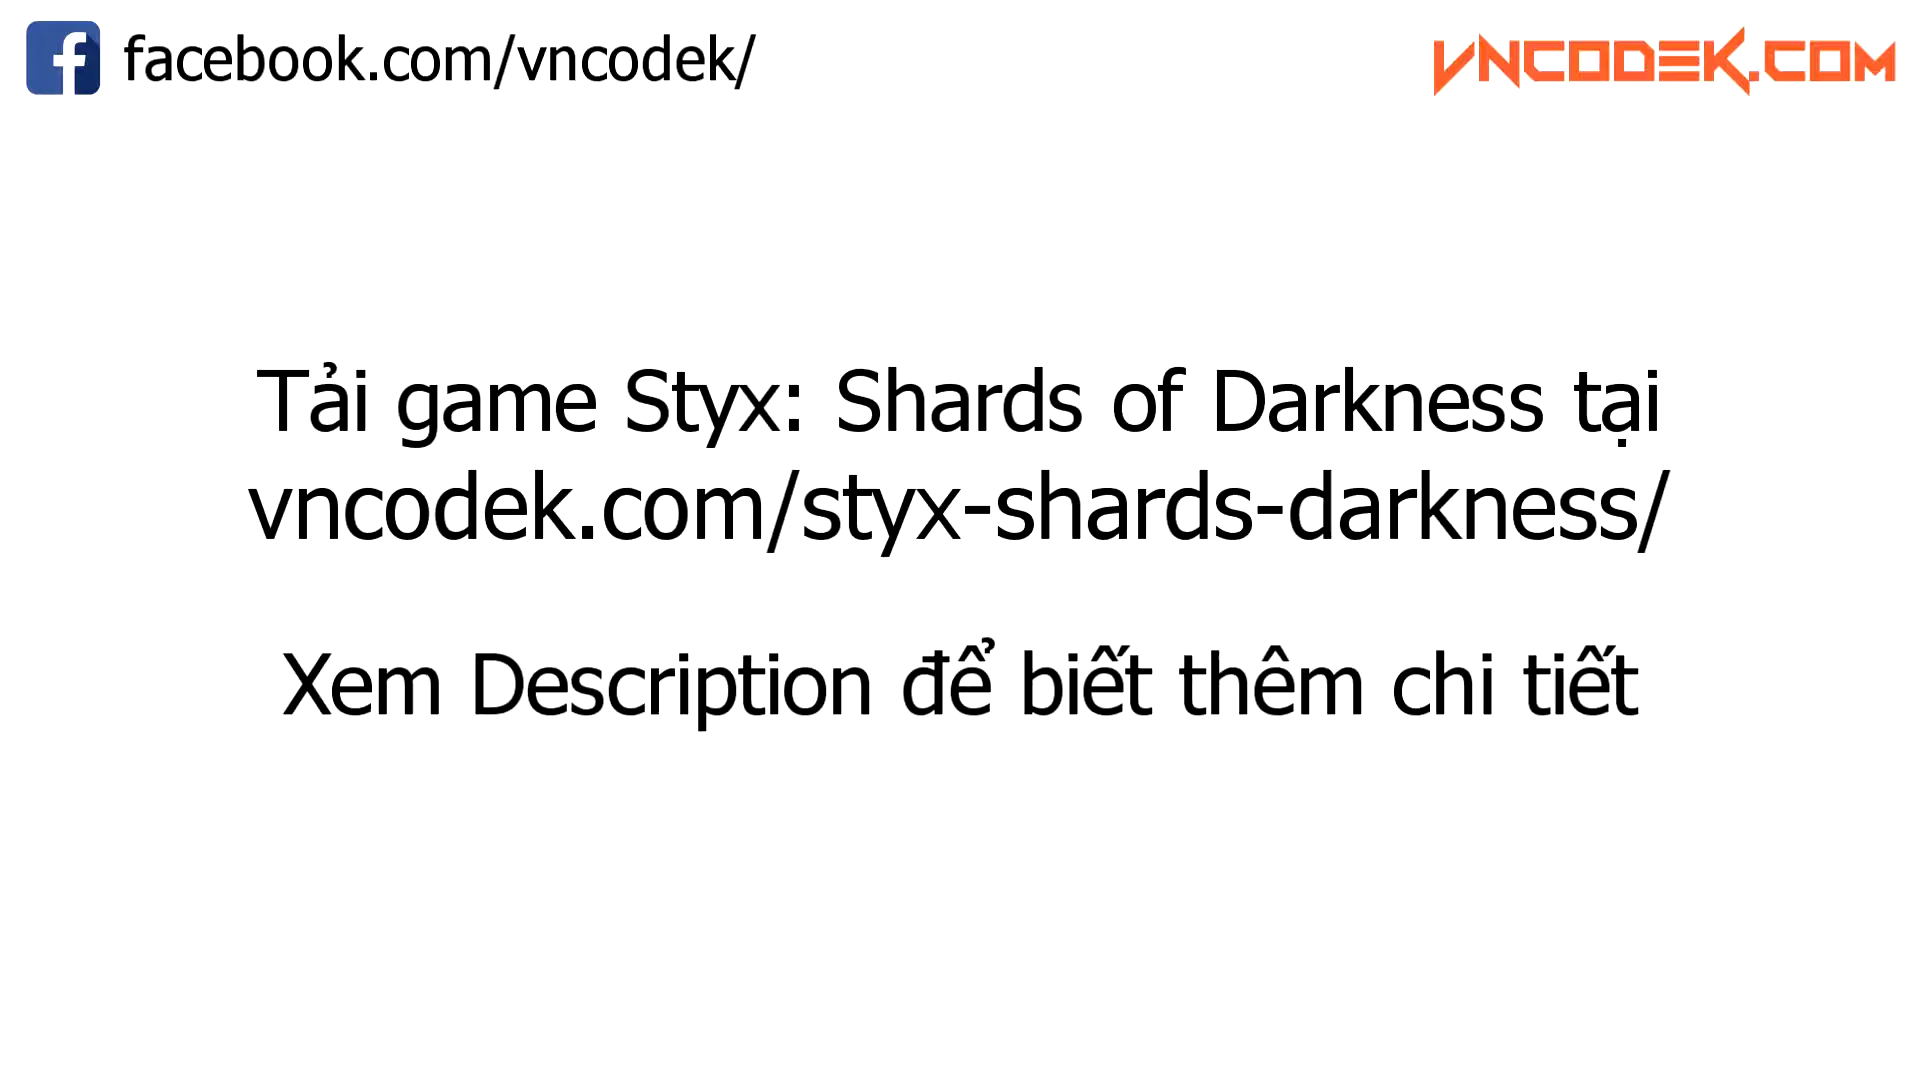 facebook.com/vncodek/
VNCODEK.COM
Tải game Styx: Shards of Darkness tại
vncodek.com/styx-shards-darkness/
Xem Description để biết thêm chi tiết